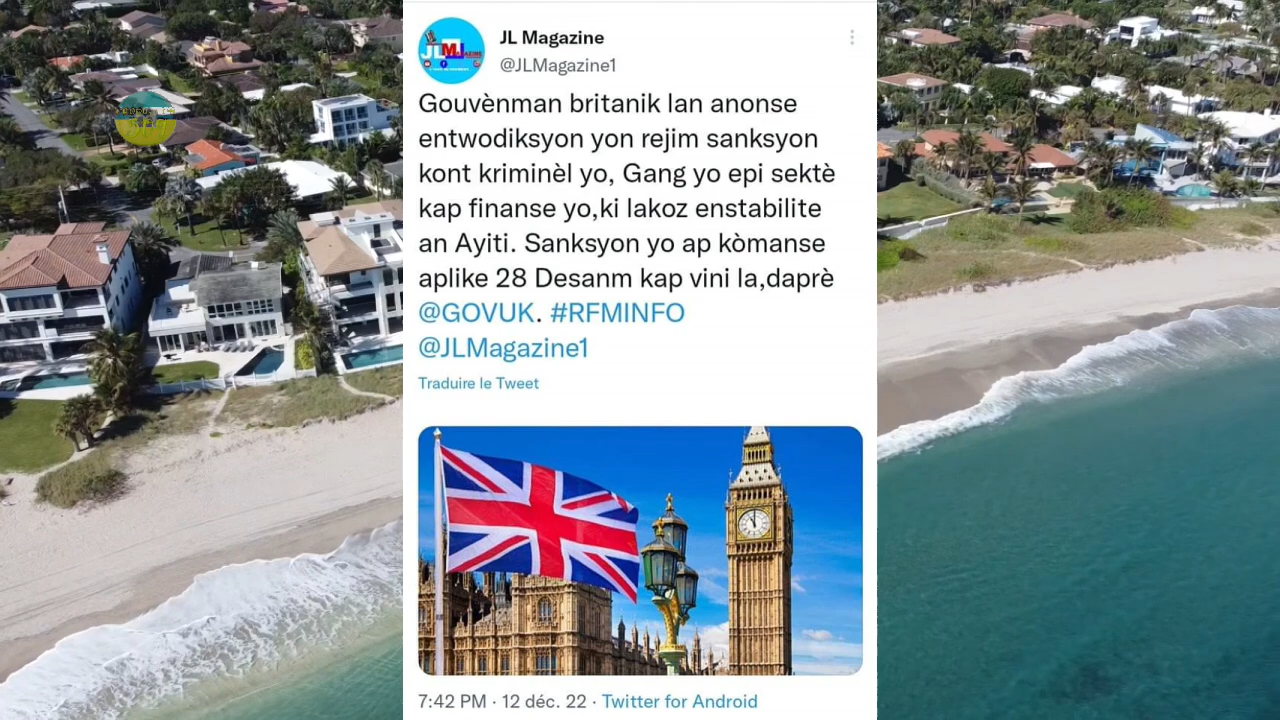 JL Magazine
@JLMagazine1
Gouvènman britanik lan anonse
entwodiksyon yon rejim sanksyon
kont kriminèl yo, Gang yo epi sektè
kap finanse yo,ki lakoz enstabilite
an Ayiti. Sanksyon yo ap kòmanse
aplike 28 Desanm kap vini la,daprè
@GOVUK. #RFMINFO
@JLMagazine1
Traduire le Tweet
7:42 PM · 12 déc. 22 · Twitter for Android